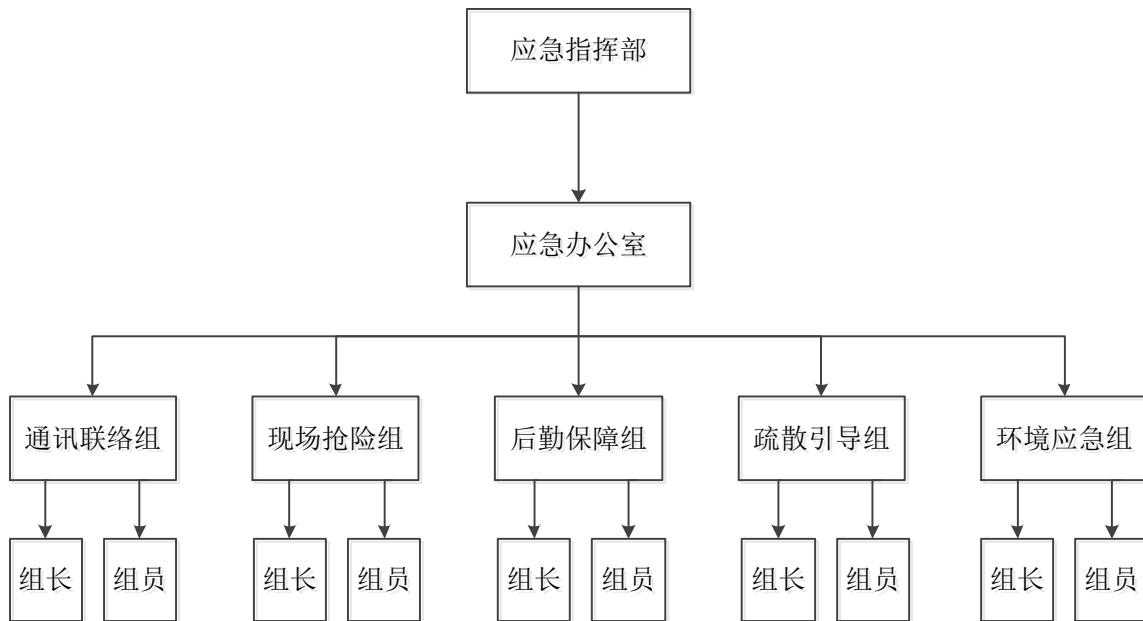 应急指挥部
应急办公室
通讯联络组
现场抢险组
后勤保障组
疏散引导组
环境应急组
组长
组员
组长
组员
组长
组员
组长
组员
组长
组员